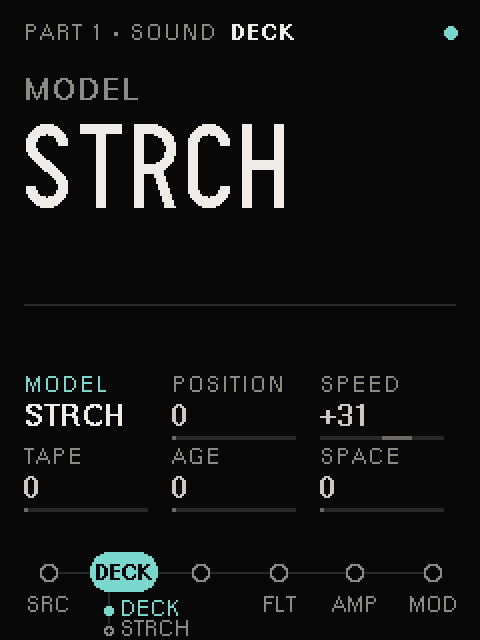 PART 1 · SOUND DECK
MODEL
STRCH
MODEL POSITION SPEED
STRCH 0 +31
TAPE AGE SPACE
0 0 0
DECK
SRC FLT AMP MOD
DECK
STRCH